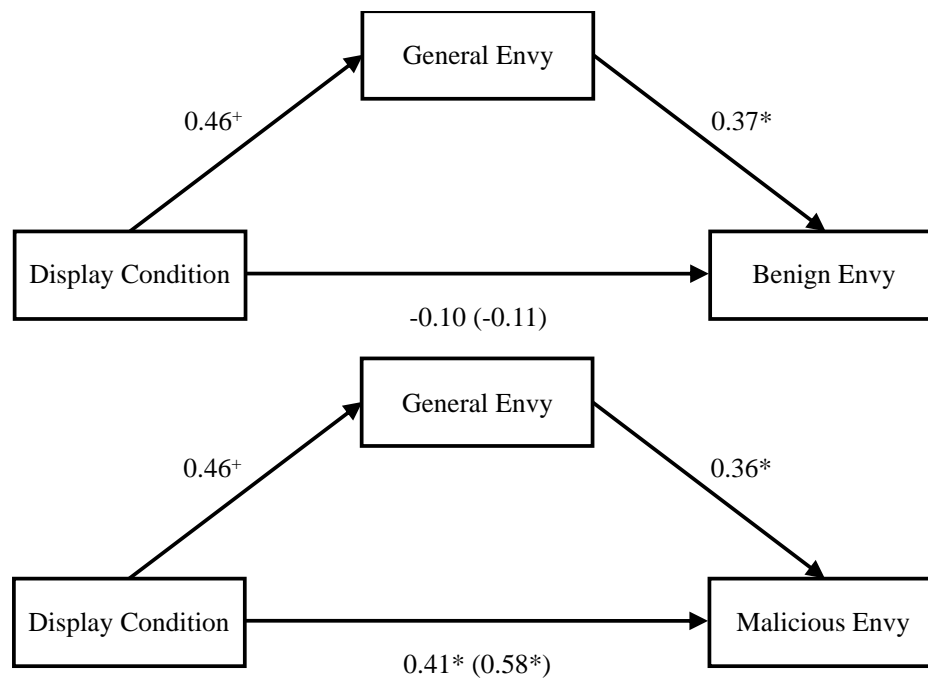 General Envy
0.46⁺
0.37*
Display Condition
Benign Envy
-0.10 (-0.11)
General Envy
0.46⁺
0.36*
Display Condition
Malicious Envy
0.41* (0.58*)